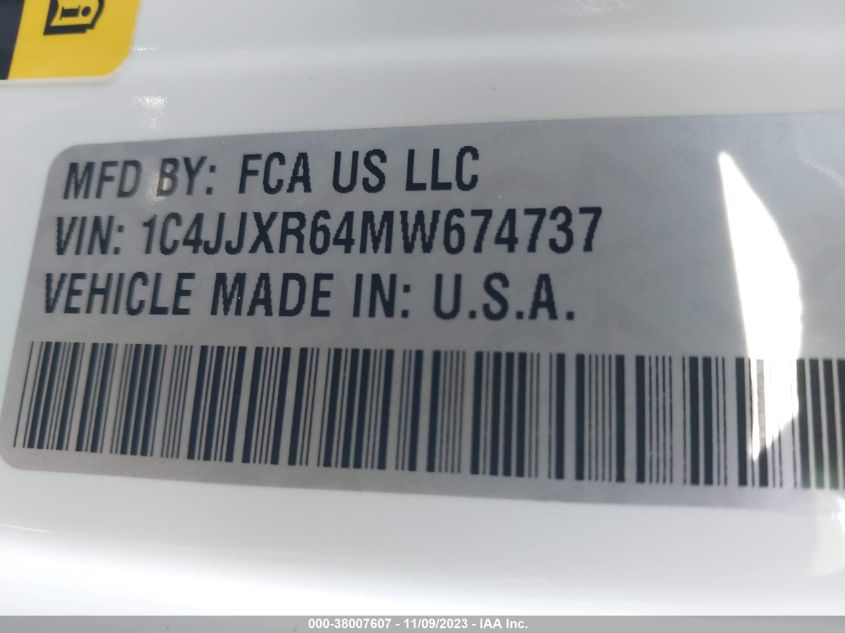 MFD BY: FCA US LLC
VIN: 1C4JJXR64MW674737
VEHICLE MADE IN: U.S.A.
000-38007607 - 11/09/2023 - IAA Inc.